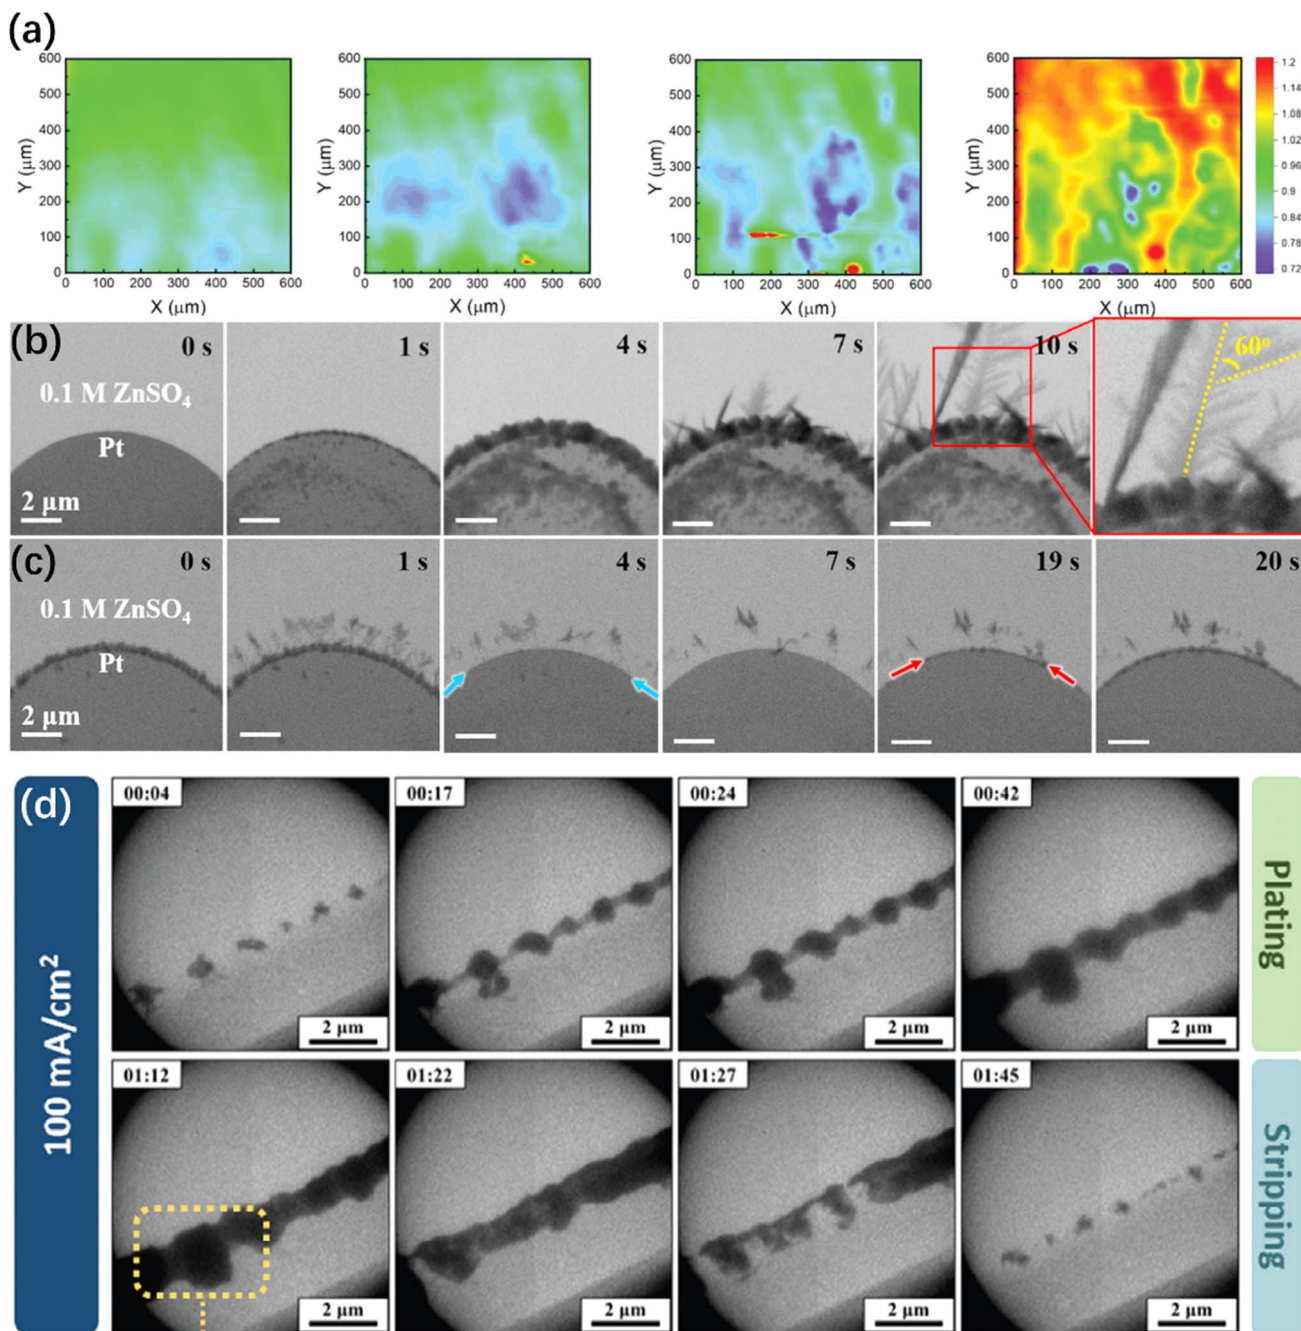 (a)
600 600 600 600
500 500 500 500
400 400 400 400
300 300 300 300
200 200 200 200
100 100 100 100
0 0 0 0
Y (μm) Y (μm) Y (μm) Y (μm)
0 100 200 300 400 500 600
0 100 200 300 400 500 600
0 100 200 300 400 500 600
0 100 200 300 400 500 600
X (μm) X (μm) X (μm) X (μm)
1.2
1.14
1.08
1.02
0.96
0.9
0.84
0.78
0.72
(b)
0 s 1 s 4 s 7 s 10 s
60°
0.1 M ZnSO4
Pt
2 μm
(c)
0 s 1 s 4 s 7 s 19 s 20 s
0.1 M ZnSO4
Pt
2 μm
(d)
100 mA/cm²
00:04 00:17 00:24 00:42
2 μm 2 μm 2 μm 2 μm
Plating
01:12 01:22 01:27 01:45
2 μm 2 μm 2 μm 2 μm
Stripping